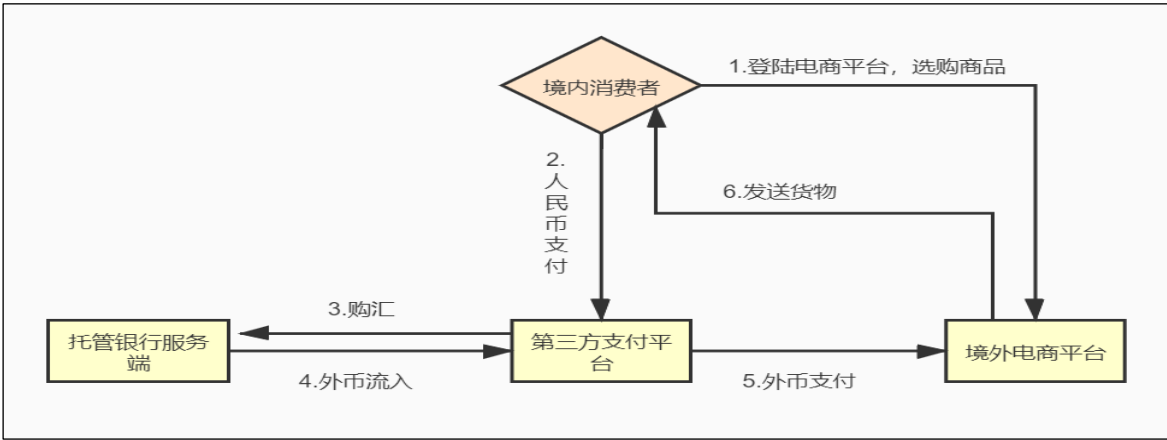 1.登陆电商平台，选购商品
境内消费者
2.
人
民
币
支
付
6.发送货物
3.购汇
托管银行服务
端
第三方支付平
台
境外电商平台
4.外币流入
5.外币支付